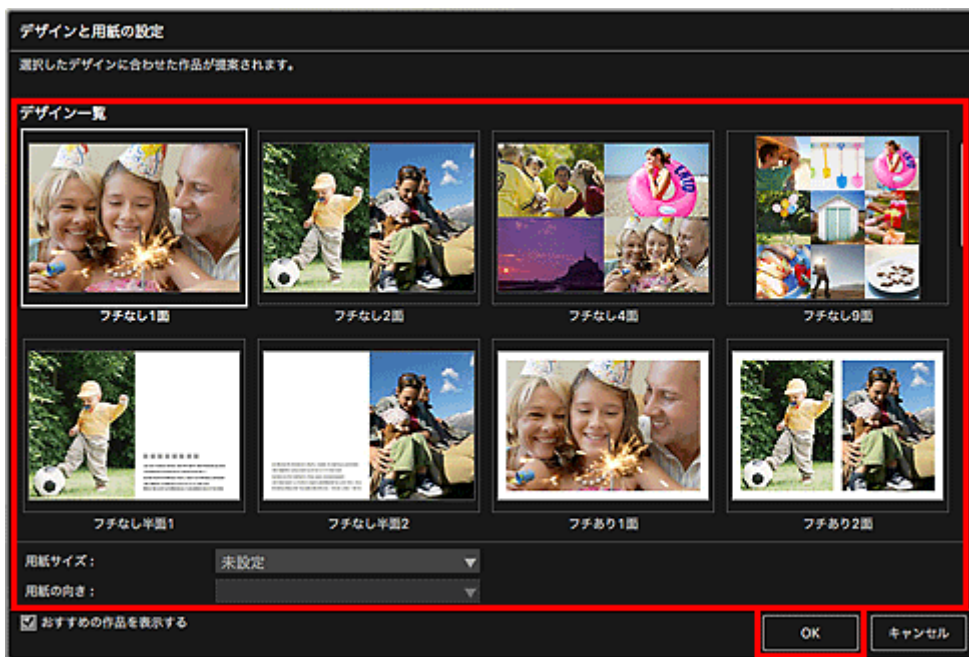 デザインと用紙の設定
選択したデザインに合わせた作品が提案されます。
デザイン一覧
フチなし1面
フチなし2面
フチなし4面
フチなし9面
フチなし半面1
フチなし半面2
フチあり1面
フチあり2面
用紙サイズ：
未設定
用紙の向き：
おすすめの作品を表示する
OK
キャンセル